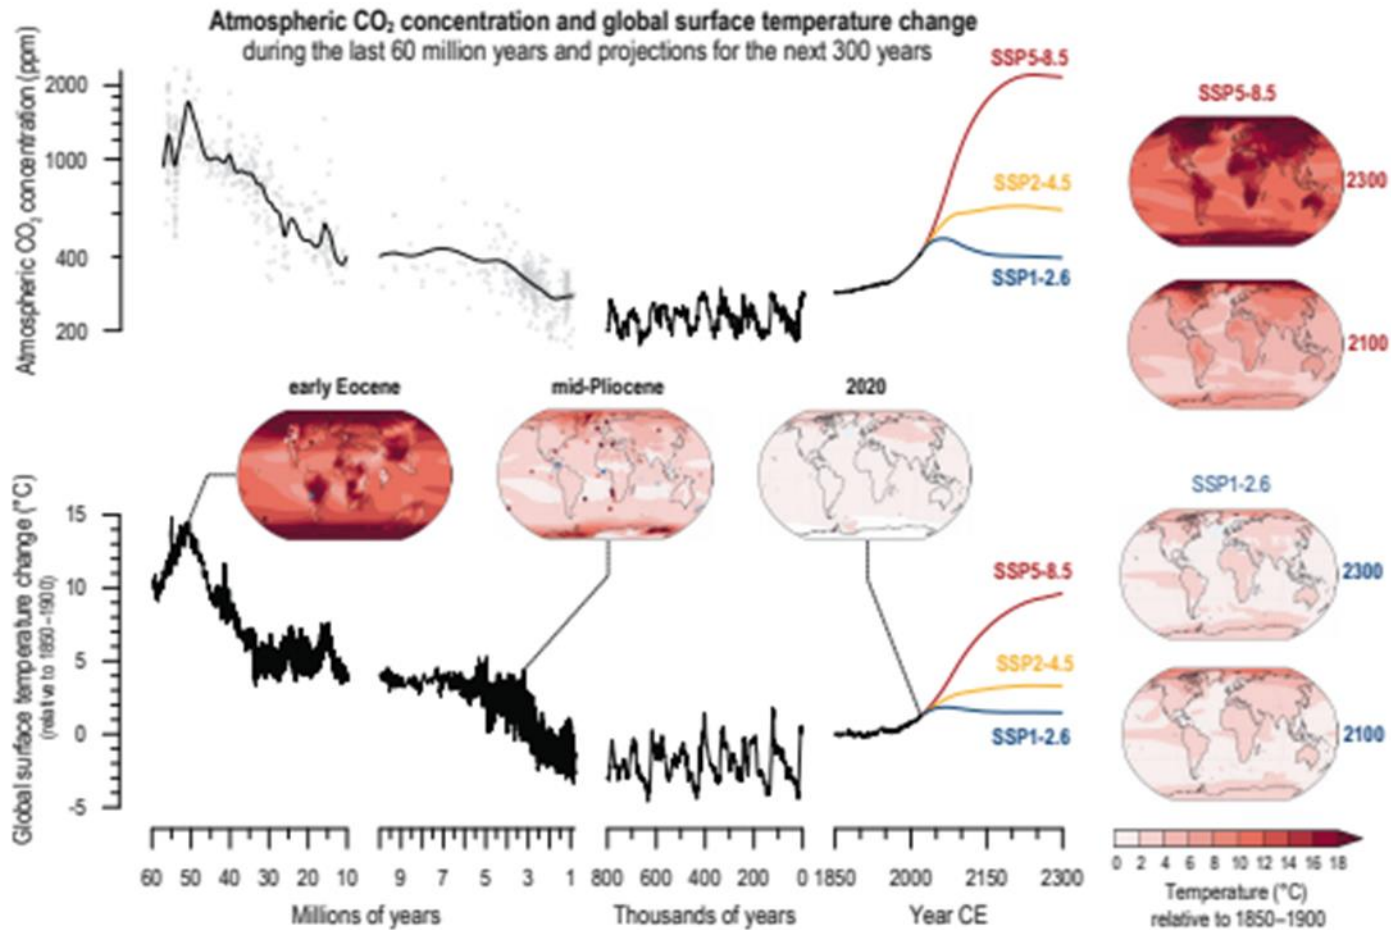 Atmospheric CO₂ concentration and global surface temperature change
during the last 60 million years and projections for the next 300 years
Atmospheric CO₂ concentration (ppm)
2000
1000
400
200
SSP5-8.5
SSP2-4.5
SSP1-2.6
SSP5-8.5
2300
2100
early Eocene
mid-Pliocene
2020
Global surface temperature change (°C)
(relative to 1850–1900)
15
10
5
0
-5
SSP5-8.5
SSP2-4.5
SSP1-2.6
SSP1-2.6
2300
2100
60 50 40 30 20 10
9 7 5 3 1
800 600 400 200 0
1850 2000 2150 2300
Millions of years
Thousands of years
Year CE
0 2 4 6 8 10 12 14 16 18
Temperature (°C)
relative to 1850–1900